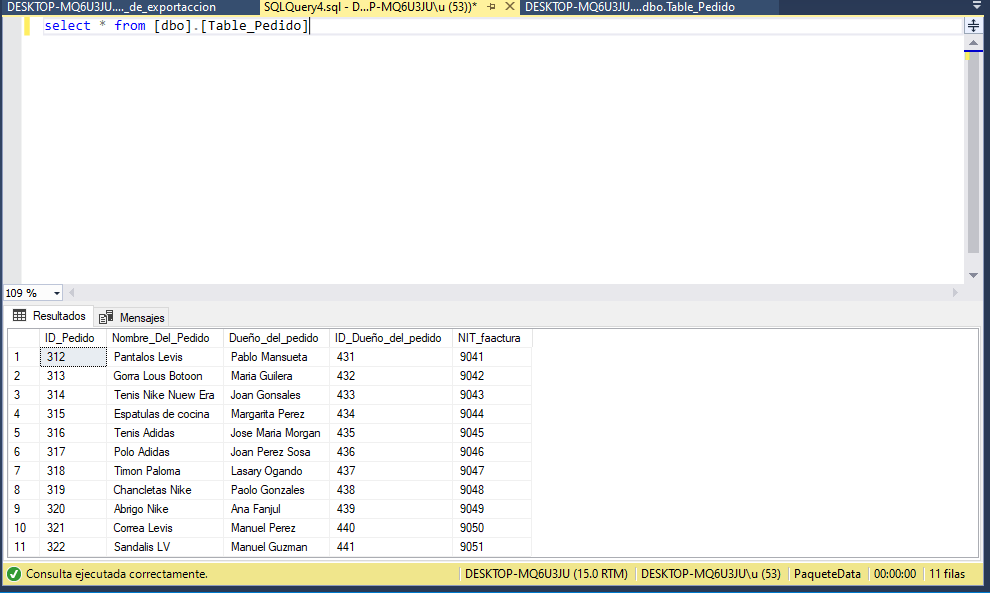 DESKTOP-MQ6U3JU...._de_exportaccion SQLQuery4.sql - D...P-MQ6U3JU\u (53))* DESKTOP-MQ6U3JU....dbo.Table_Pedido
select * from [dbo].[Table_Pedido]
109 %
Resultados Mensajes
ID_Pedido Nombre_Del_Pedido Dueño_del_pedido ID_Dueño_del_pedido NIT_faactura
1 312 Pantalos Levis Pablo Mansueta 431 9041
2 313 Gorra Lous Botoon Maria Guilera 432 9042
3 314 Tenis Nike Nuew Era Joan Gonsales 433 9043
4 315 Espatulas de cocina Margarita Perez 434 9044
5 316 Tenis Adidas Jose Maria Morgan 435 9045
6 317 Polo Adidas Joan Perez Sosa 436 9046
7 318 Timon Paloma Lasary Ogando 437 9047
8 319 Chancletas Nike Paolo Gonzales 438 9048
9 320 Abrigo Nike Ana Fanjul 439 9049
10 321 Correa Levis Manuel Perez 440 9050
11 322 Sandalis LV Manuel Guzman 441 9051
Consulta ejecutada correctamente. DESKTOP-MQ6U3JU (15.0 RTM) DESKTOP-MQ6U3JU\u (53) PaqueteData 00:00:00 11 filas